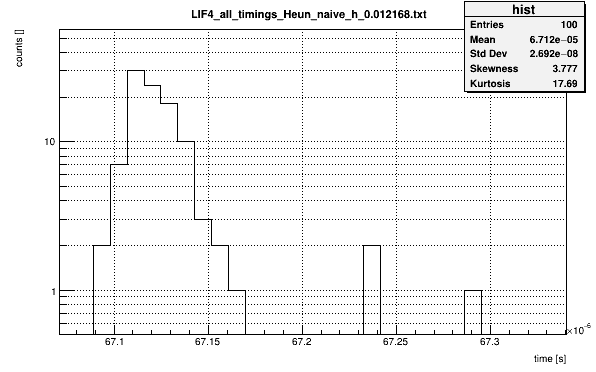 LIF4_all_timings_Heun_naive_h_0.012168.txt
hist
Entries 100
Mean 6.712e−05
Std Dev 2.692e−08
Skewness 3.777
Kurtosis 17.69
counts []
10
1
67.1 67.15 67.2 67.25 67.3
×10⁻⁶
time [s]